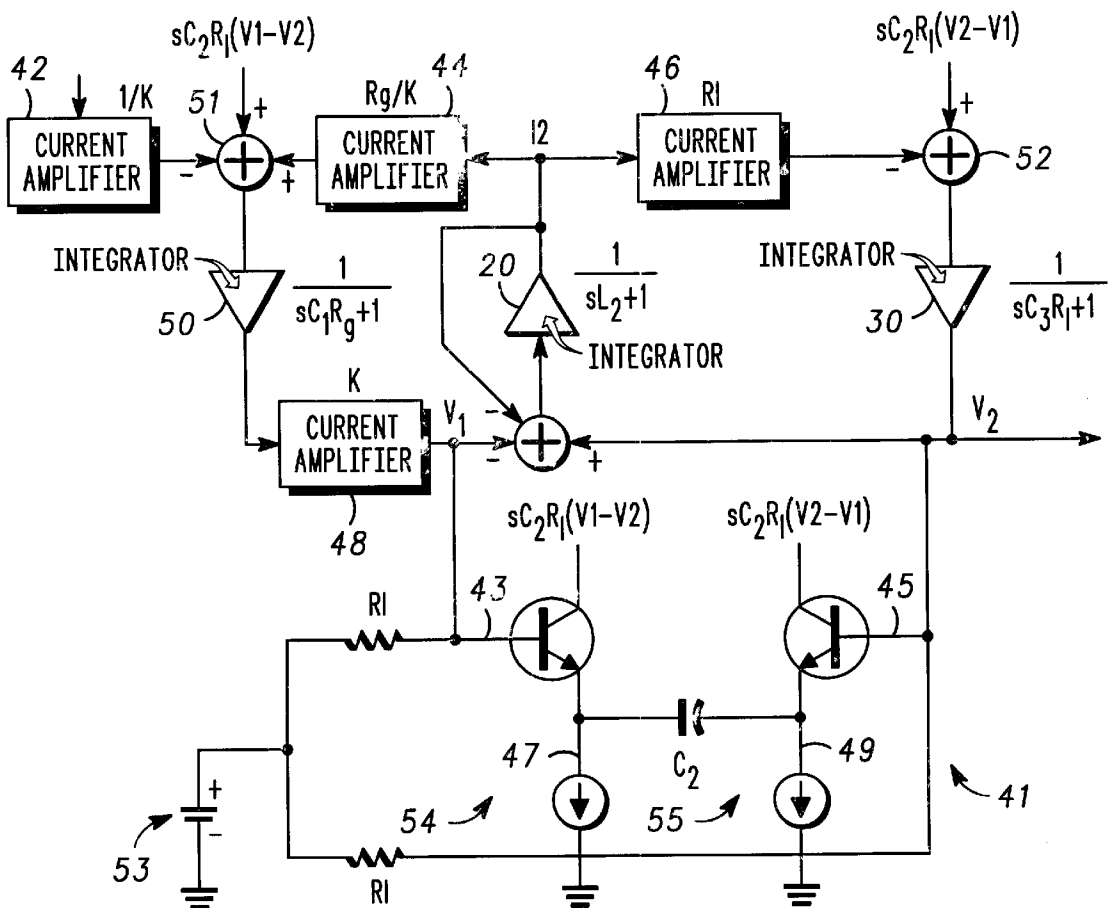 sC₂Rₗ(V1−V2)
sC₂Rₗ(V2−V1)
42
1/K
51
Rg/K
44
46
Rl
+
+
CURRENT
AMPLIFIER
−
+
+
CURRENT
AMPLIFIER
I2
CURRENT
AMPLIFIER
−
+
52
INTEGRATOR
50
1
sC₁Rg+1
20
1
sL₂+1
INTEGRATOR
INTEGRATOR
30
1
sC₃Rₗ+1
K
CURRENT
AMPLIFIER
48
V₁
−
−
+
+
V₂
sC₂Rₗ(V1−V2)
sC₂Rₗ(V2−V1)
Rl
43
45
47
C₂
49
54
55
41
53
+
−
Rl